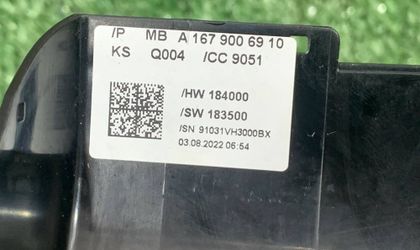 /P MB A 167 900 69 10
KS Q004 /CC 9051
/HW 184000
/SW 183500
/SN 91031VH3000BX
03.08.2022 06:54